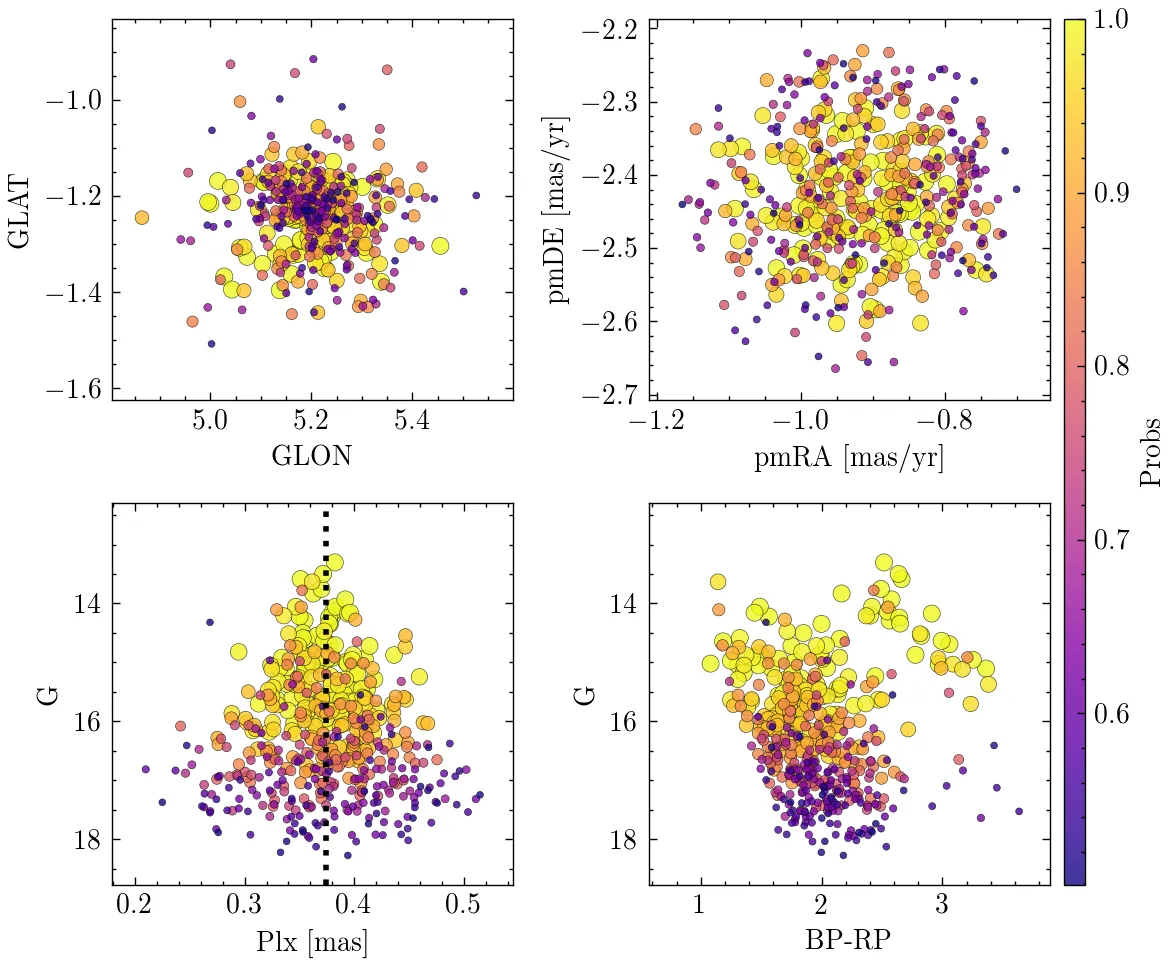 −1.0
−1.2
−1.4
−1.6
GLAT
5.0 5.2 5.4
GLON
−2.2
−2.3
−2.4
−2.5
−2.6
−2.7
pmDE [mas/yr]
−1.2 −1.0 −0.8
pmRA [mas/yr]
14
16
18
G
0.2 0.3 0.4 0.5
Plx [mas]
14
16
18
G
1 2 3
BP-RP
1.0
0.9
0.8
0.7
0.6
Probs